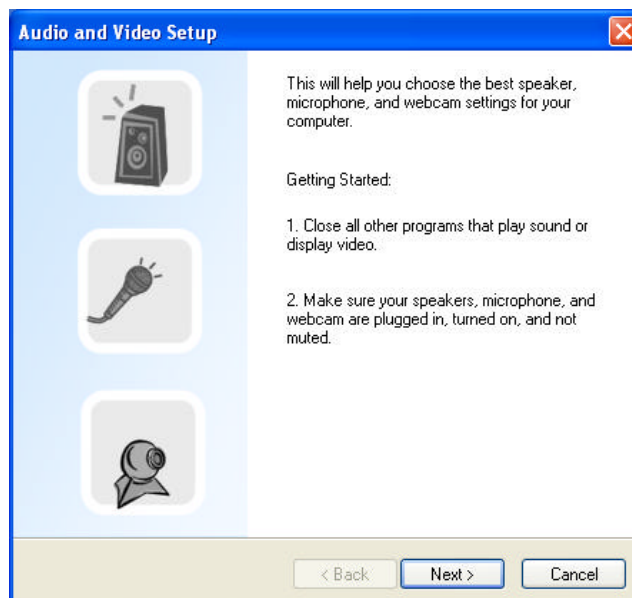 Audio and Video Setup
This will help you choose the best speaker,
microphone, and webcam settings for your
computer.
Getting Started:
1. Close all other programs that play sound or
display video.
2. Make sure your speakers, microphone, and
webcam are plugged in, turned on, and not
muted.
< Back Next > Cancel